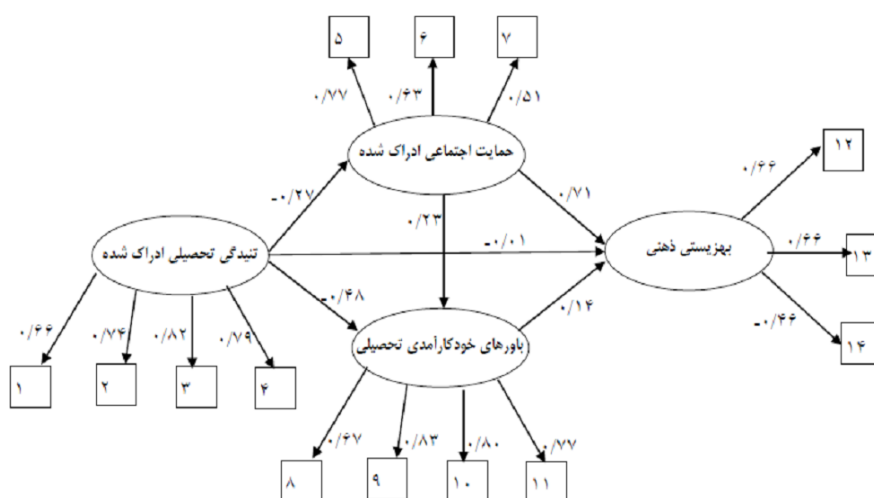 ۵ ۶ ۷
۰/۷۷ ۰/۶۳ ۰/۵۱
حمایت اجتماعی ادراک شده
۱۲
۰/۶۶
-۰/۲۷ ۰/۷۱
۰/۲۳
تنیدگی تحصیلی ادراک شده
-۰/۰۱
بهزیستی ذهنی
۰/۶۶
۱۳
-۰/۴۸ ۰/۱۴
-۰/۴۶
۰/۶۶ ۰/۷۴ ۰/۸۲ ۰/۷۹
باورهای خودکارآمدی تحصیلی
۱۴
۱ ۲ ۳ ۴
۰/۶۷ ۰/۸۳ ۰/۸۰ ۰/۷۷
۸ ۹ ۱۰ ۱۱